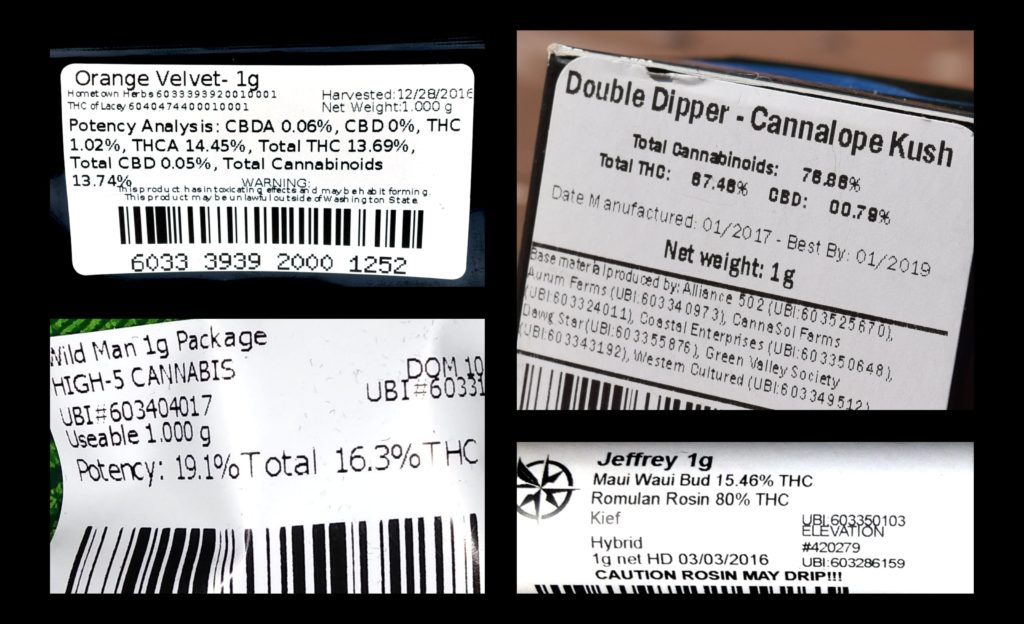 Orange Velvet- 1g
Hometown Herbs 6033393920010001
Harvested:12/28/2016
THC of Lacey 6040474400010001
Net Weight:1.000 g
Potency Analysis: CBDA 0.06%, CBD 0%, THC
1.02%, THCA 14.45%, Total THC 13.69%,
Total CBD 0.05%, Total Cannabinoids
13.74%
WARNING:
This product has intoxicating effects and may be habit forming.
This product may be unlawful outside of Washington State.
6033 3939 2000 1252
Double Dipper - Cannalope Kush
Total Cannabinoids: 76.86%
Total THC: 67.48% CBD: 00.79%
Date Manufactured: 01/2017 - Best By: 01/2019
Net weight: 1g
Base material produced by: Alliance 502 (UBI:603525670),
Aurum Farms (UBI:603340973), CannaSol Farms
(UBI:603324011), Coastal Enterprises (UBI:603350648),
Dawg Star(UBI:603355876), Green Valley Society
(UBI:603343192), Western Cultured (UBI:603349512)
Wild Man 1g Package
HIGH-5 CANNABIS
DOM 10
UBI#603404017
UBI#60331
Useable 1.000 g
Potency: 19.1%Total 16.3%THC
Jeffrey 1g
Maui Waui Bud 15.46% THC
Romulan Rosin 80% THC
Kief
UBI.603350103
ELEVATION
Hybrid
#420279
1g net HD 03/03/2016
UBI:603286159
CAUTION ROSIN MAY DRIP!!!